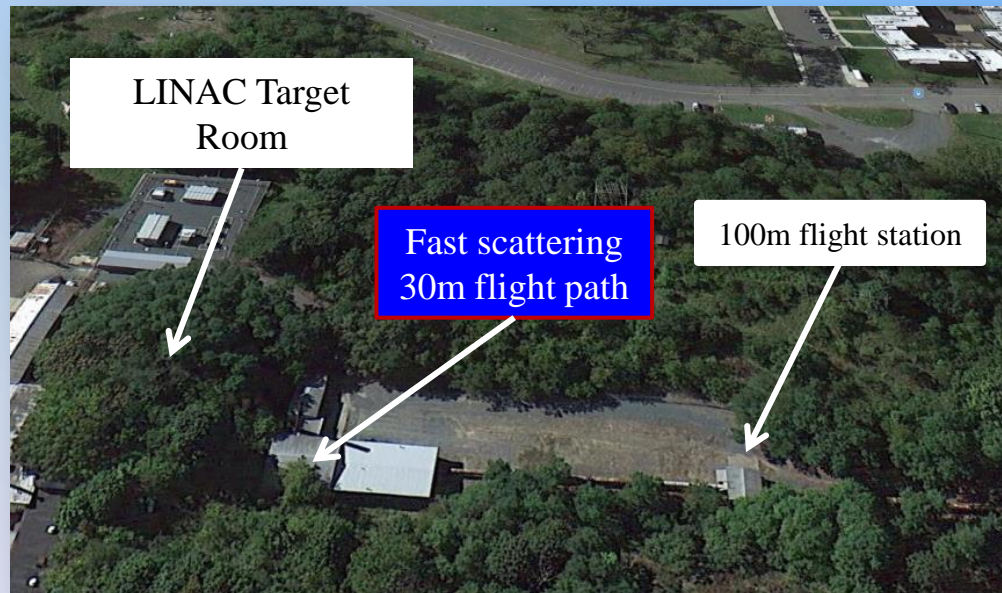 LINAC Target
Room
Fast scattering
30m flight path
100m flight station